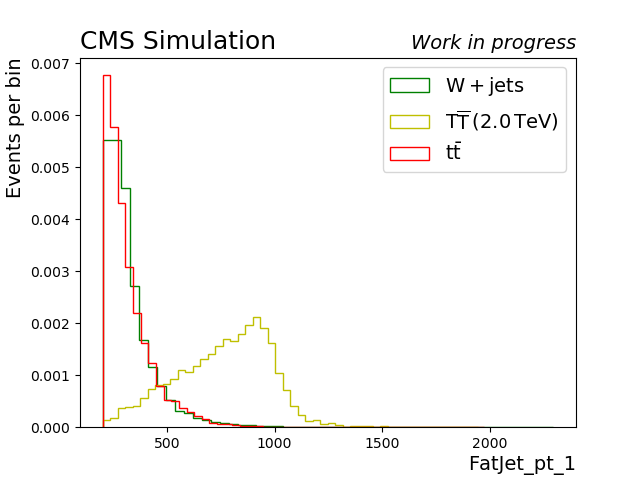 CMS Simulation
Work in progress
0.007
0.006
0.005
0.004
0.003
0.002
0.001
0.000
Events per bin
W + jets
TT̅ (2.0 TeV)
tt̄
500
1000
1500
2000
FatJet_pt_1